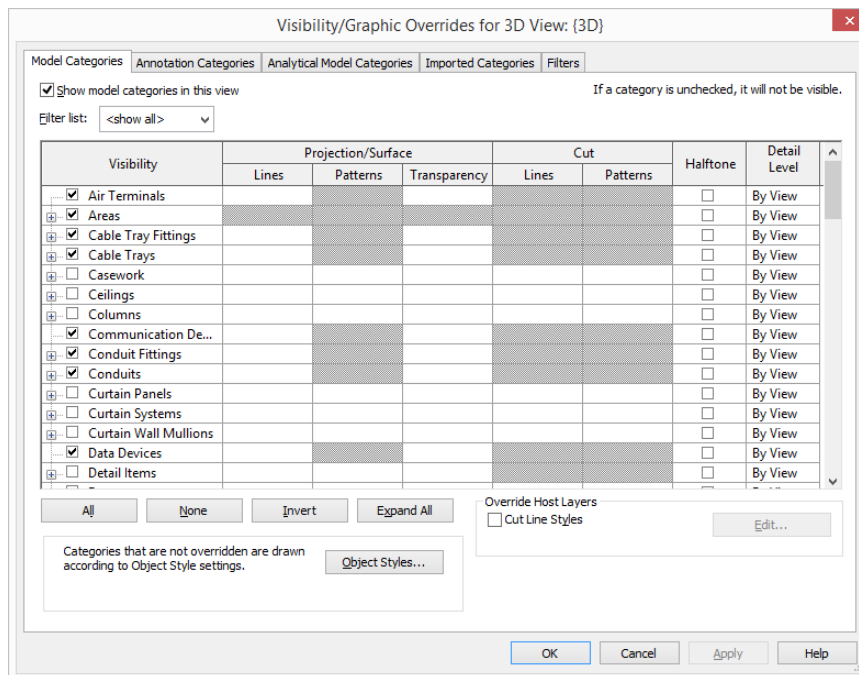 Visibility/Graphic Overrides for 3D View: {3D}
Model Categories Annotation Categories Analytical Model Categories Imported Categories Filters
Show model categories in this view If a category is unchecked, it will not be visible.
Filter list: <show all>
Visibility Projection/Surface Cut Halftone Detail Level
Lines Patterns Transparency Lines Patterns
Air Terminals By View
Areas By View
Cable Tray Fittings By View
Cable Trays By View
Casework By View
Ceilings By View
Columns By View
Communication De... By View
Conduit Fittings By View
Conduits By View
Curtain Panels By View
Curtain Systems By View
Curtain Wall Mullions By View
Data Devices By View
Detail Items By View
All None Invert Expand All Override Host Layers
Cut Line Styles Edit...
Categories that are not overridden are drawn
according to Object Style settings. Object Styles...
OK Cancel Apply Help